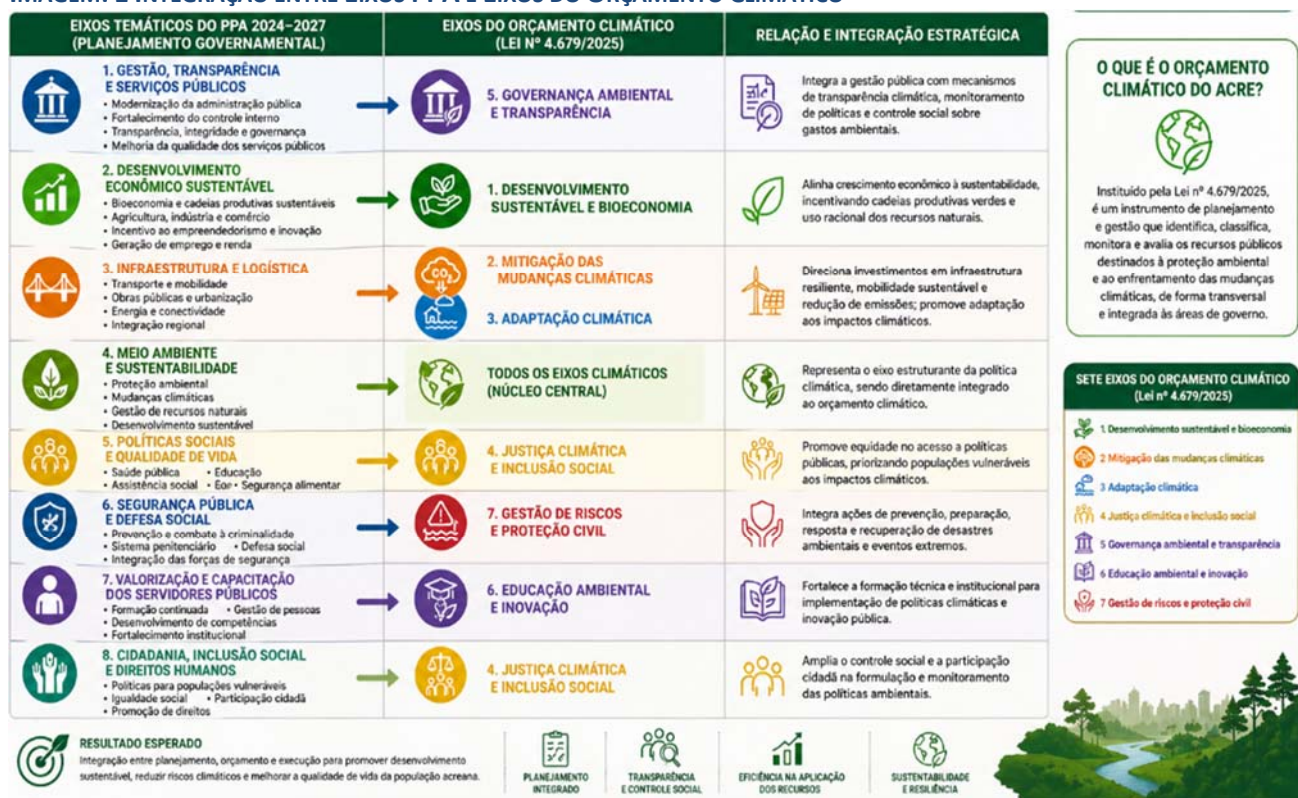 IMAGEM: 2 INTEGRAÇÃO ENTRE EIXOS PPA E EIXOS DO ORÇAMENTO CLIMÁTICO
EIXOS TEMÁTICOS DO PPA 2024–2027
(PLANEJAMENTO GOVERNAMENTAL)
EIXOS DO ORÇAMENTO CLIMÁTICO
(LEI Nº 4.679/2025)
RELAÇÃO E INTEGRAÇÃO ESTRATÉGICA
1. GESTÃO, TRANSPARÊNCIA
E SERVIÇOS PÚBLICOS
• Modernização da administração pública
• Fortalecimento do controle interno
• Transparência, integridade e governança
• Melhoria da qualidade dos serviços públicos
5. GOVERNANÇA AMBIENTAL
E TRANSPARÊNCIA
Integra a gestão pública com mecanismos
de transparência climática, monitoramento
de políticas e controle social sobre
gastos ambientais.
2. DESENVOLVIMENTO
ECONÔMICO SUSTENTÁVEL
• Bioeconomia e cadeias produtivas sustentáveis
• Agricultura, indústria e comércio
• Incentivo ao empreendedorismo e inovação
• Geração de emprego e renda
1. DESENVOLVIMENTO
SUSTENTÁVEL E BIOECONOMIA
Alinha crescimento econômico à sustentabilidade,
incentivando cadeias produtivas verdes e
uso racional dos recursos naturais.
3. INFRAESTRUTURA E LOGÍSTICA
• Transporte e mobilidade
• Obras públicas e urbanização
• Energia e conectividade
• Integração regional
CO₂
2. MITIGAÇÃO DAS
MUDANÇAS CLIMÁTICAS
3. ADAPTAÇÃO CLIMÁTICA
Direciona investimentos em infraestrutura
resiliente, mobilidade sustentável e
redução de emissões; promove adaptação
aos impactos climáticos.
4. MEIO AMBIENTE
E SUSTENTABILIDADE
• Proteção ambiental
• Mudanças climáticas
• Gestão de recursos naturais
• Desenvolvimento sustentável
TODOS OS EIXOS CLIMÁTICOS
(NÚCLEO CENTRAL)
Representa o eixo estruturante da política
climática, sendo diretamente integrado
ao orçamento climático.
5. POLÍTICAS SOCIAIS
E QUALIDADE DE VIDA
• Saúde pública • Educação
• Assistência social • Eor • Segurança alimentar
4. JUSTIÇA CLIMÁTICA
E INCLUSÃO SOCIAL
Promove equidade no acesso a políticas
públicas, priorizando populações vulneráveis
aos impactos climáticos.
6. SEGURANÇA PÚBLICA
E DEFESA SOCIAL
• Prevenção e combate à criminalidade
• Sistema penitenciário • Defesa social
• Integração das forças de segurança
7. GESTÃO DE RISCOS
E PROTEÇÃO CIVIL
Integra ações de prevenção, preparação,
resposta e recuperação de desastres
ambientais e eventos extremos.
7. VALORIZAÇÃO E CAPACITAÇÃO
DOS SERVIDORES PÚBLICOS
• Formação continuada • Gestão de pessoas
• Desenvolvimento de competências
• Fortalecimento institucional
6. EDUCAÇÃO AMBIENTAL
E INOVAÇÃO
Fortalece a formação técnica e institucional para
implementação de políticas climáticas e
inovação pública.
8. CIDADANIA, INCLUSÃO SOCIAL
E DIREITOS HUMANOS
• Políticas para populações vulneráveis
• Igualdade social • Participação cidadã
• Promoção de direitos
4. JUSTIÇA CLIMÁTICA
E INCLUSÃO SOCIAL
Amplia o controle social e a participação
cidadã na formulação e monitoramento
das políticas ambientais.
O QUE É O ORÇAMENTO
CLIMÁTICO DO ACRE?
Instituído pela Lei nº 4.679/2025,
é um instrumento de planejamento
e gestão que identifica, classifica,
monitora e avalia os recursos públicos
destinados à proteção ambiental
e ao enfrentamento das mudanças
climáticas, de forma transversal
e integrada às áreas de governo.
SETE EIXOS DO ORÇAMENTO CLIMÁTICO
(Lei nº 4.679/2025)
1. Desenvolvimento sustentável e bioeconomia
2 Mitigação das mudanças climáticas
3 Adaptação climática
4 Justiça climática e inclusão social
5 Governança ambiental e transparência
6 Educação ambiental e inovação
7 Gestão de riscos e proteção civil
RESULTADO ESPERADO
Integração entre planejamento, orçamento e execução para promover desenvolvimento
sustentável, reduzir riscos climáticos e melhorar a qualidade de vida da população acreana.
PLANEJAMENTO
INTEGRADO
TRANSPARÊNCIA
E CONTROLE SOCIAL
EFICIÊNCIA NA APLICAÇÃO
DOS RECURSOS
SUSTENTABILIDADE
E RESILIÊNCIA